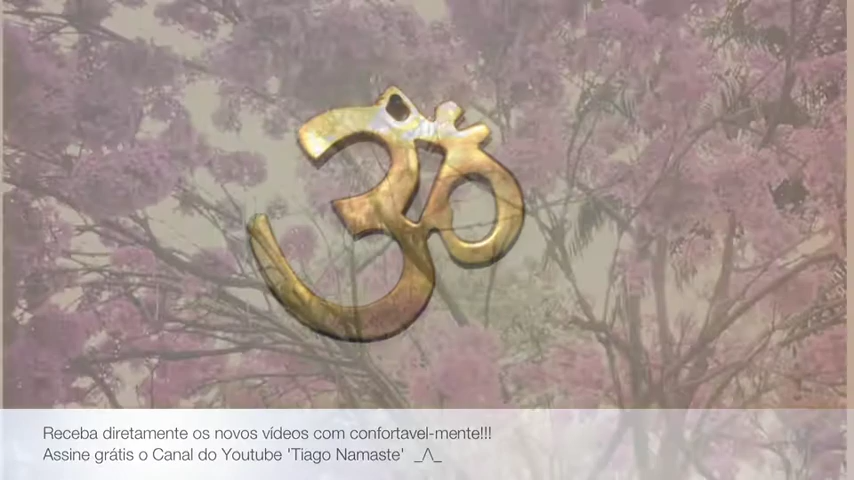 Receba diretamente os novos vídeos com confortavel-mente!!!
Assine grátis o Canal do Youtube 'Tiago Namaste'  _/\_